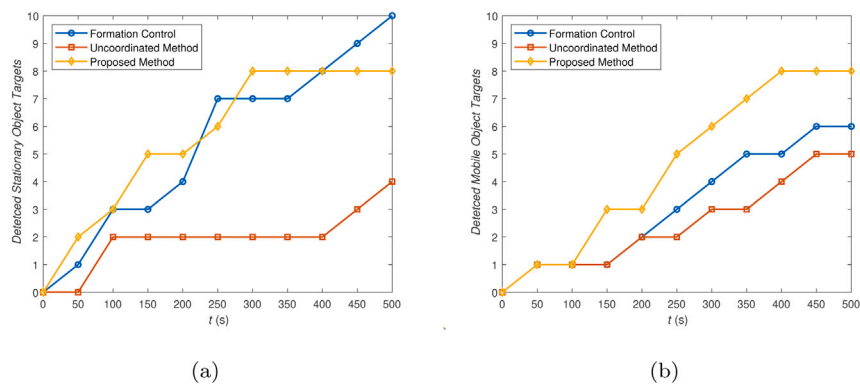 10
9
8
7
6
5
4
3
2
1
0
Detetced Stationary Object Targets
Formation Control
Uncoordinated Method
Proposed Method
0 50 100 150 200 250 300 350 400 450 500
t (s)
(a)
10
9
8
7
6
5
4
3
2
1
0
Detetced Mobile Object Targets
Formation Control
Uncoordinated Method
Proposed Method
0 50 100 150 200 250 300 350 400 450 500
t (s)
(b)